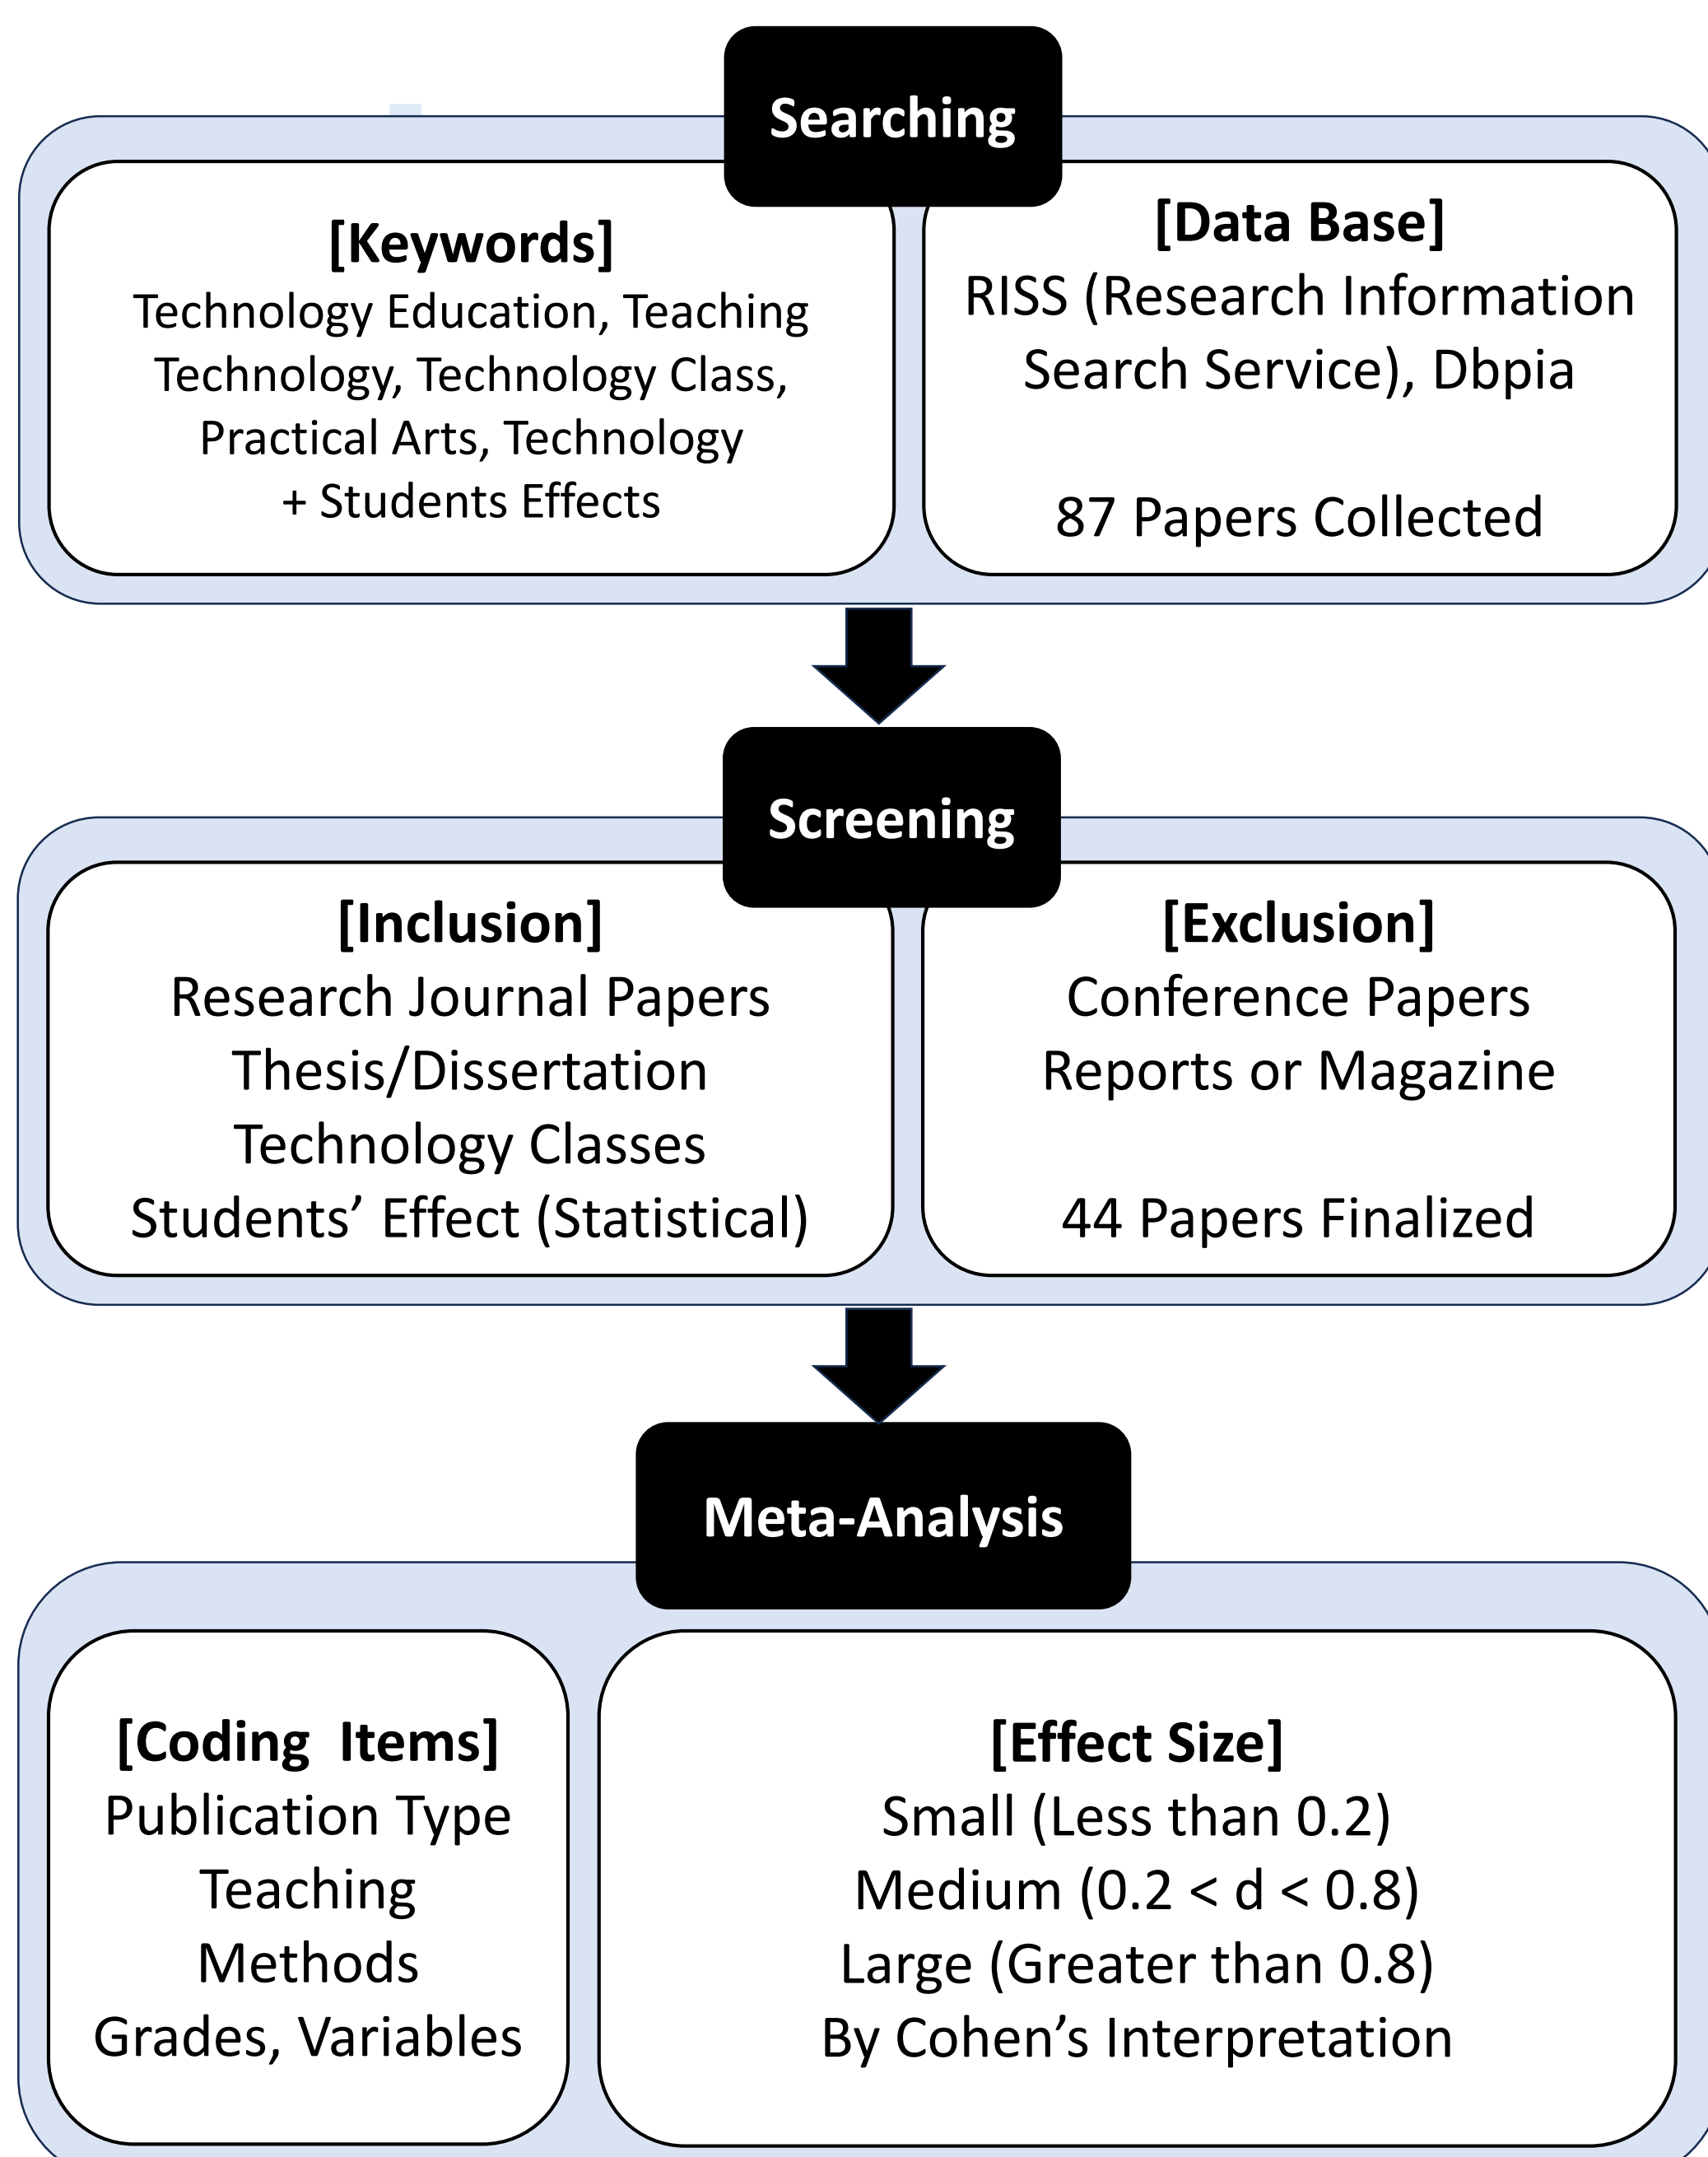 Searching
[Keywords]
Technology Education, Teaching
Technology, Technology Class,
Practical Arts, Technology
+ Students Effects
[Data Base]
RISS (Research Information
Search Service), Dbpia
87 Papers Collected
Screening
[Inclusion]
Research Journal Papers
Thesis/Dissertation
Technology Classes
Students’ Effect (Statistical)
[Exclusion]
Conference Papers
Reports or Magazine
44 Papers Finalized
Meta-Analysis
[Coding  Items]
Publication Type
Teaching
Methods
Grades, Variables
[Effect Size]
Small (Less than 0.2)
Medium (0.2 < d < 0.8)
Large (Greater than 0.8)
By Cohen’s Interpretation